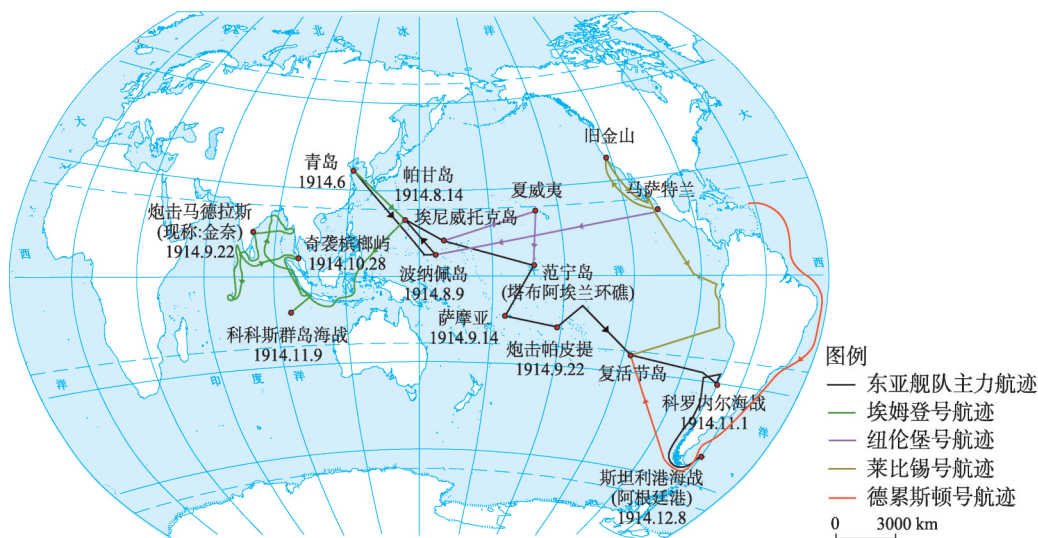 北
冰
洋
大
西
洋
大
西
洋
印
度
洋
洋
旧金山
马萨特兰
青岛
1914.6
帕甘岛
1914.8.14
夏威夷
埃尼威托克岛
炮击马德拉斯
(现称:金奈)
1914.9.22
奇袭槟榔屿
1914.10.28
波纳佩岛
1914.8.9
范宁岛
(塔布阿埃兰环礁)
萨摩亚
1914.9.14
科科斯群岛海战
1914.11.9
炮击帕皮提
1914.9.22
复活节岛
科罗内尔海战
1914.11.1
斯坦利港海战
(阿根廷港)
1914.12.8
图例
东亚舰队主力航迹
埃姆登号航迹
纽伦堡号航迹
莱比锡号航迹
德累斯顿号航迹
0 3000 km